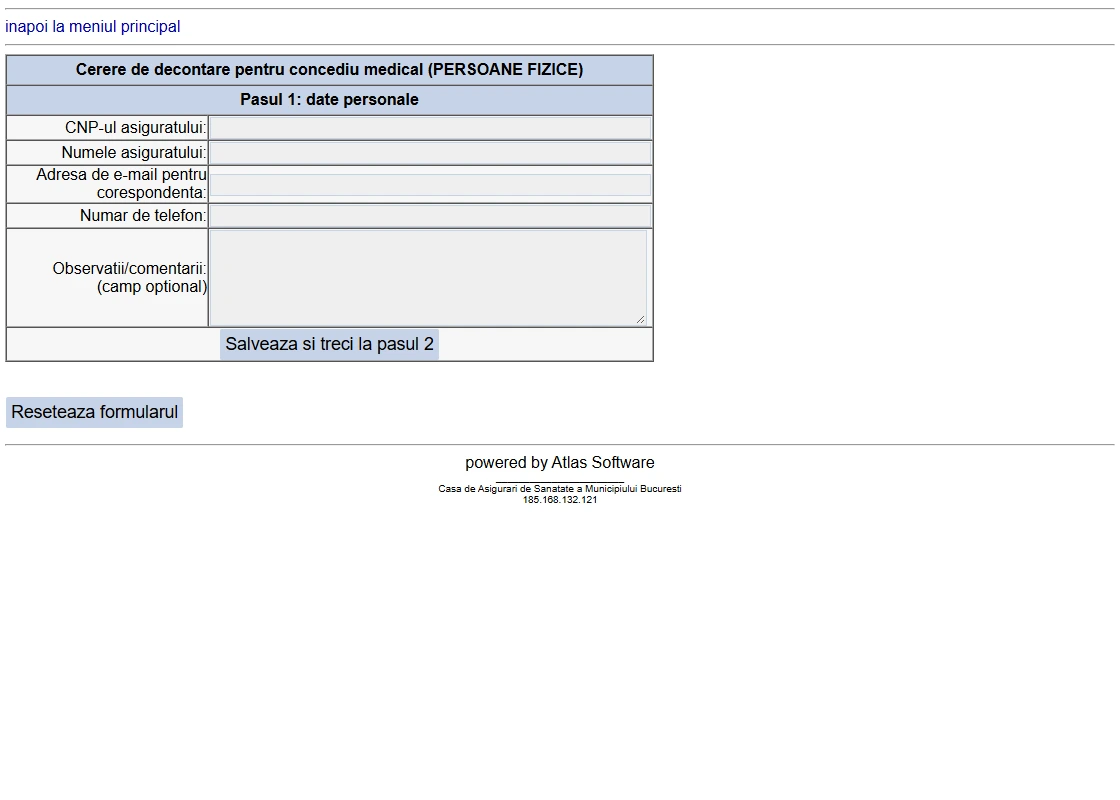 inapoi la meniul principal
Cerere de decontare pentru concediu medical (PERSOANE FIZICE)
Pasul 1: date personale
CNP-ul asiguratului:
Numele asiguratului:
Adresa de e-mail pentru
corespondenta:
Numar de telefon:
Observatii/comentarii:
(camp optional)
Salveaza si treci la pasul 2
Reseteaza formularul
powered by Atlas Software
Casa de Asigurari de Sanatate a Municipiului Bucuresti
185.168.132.121